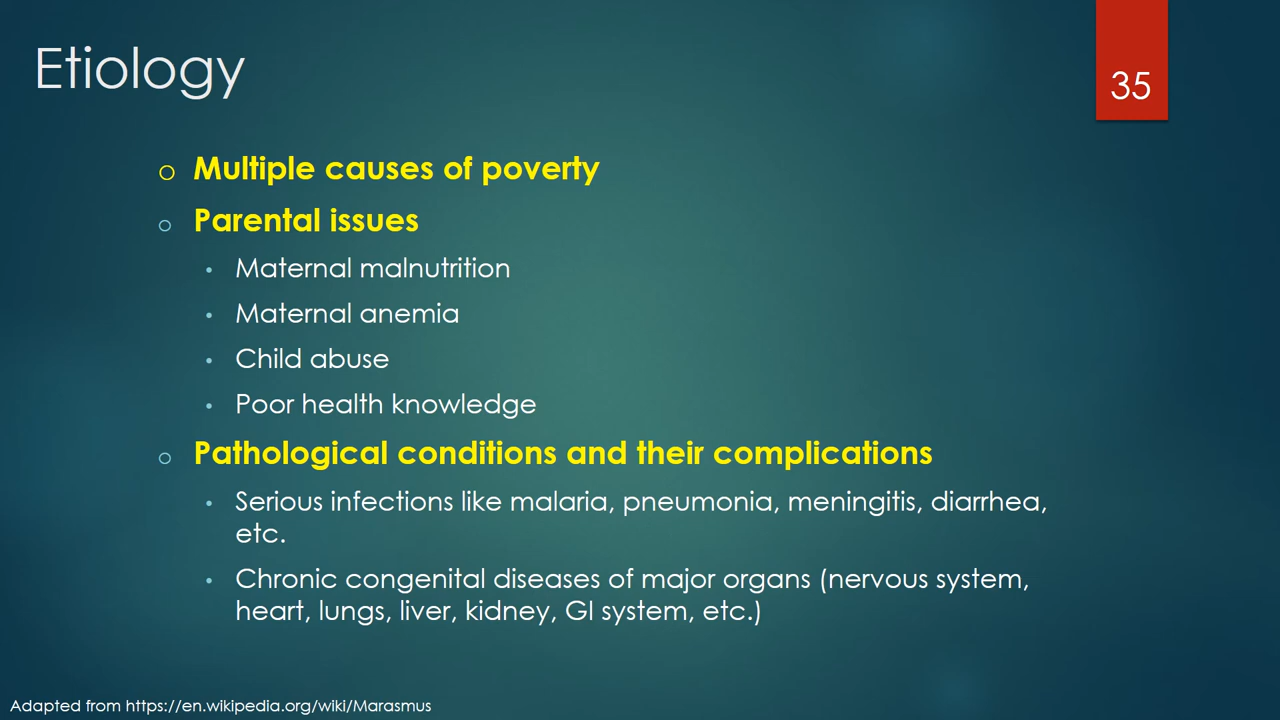 Etiology
35
o Multiple causes of poverty
o Parental issues
• Maternal malnutrition
• Maternal anemia
• Child abuse
• Poor health knowledge
o Pathological conditions and their complications
• Serious infections like malaria, pneumonia, meningitis, diarrhea,
etc.
• Chronic congenital diseases of major organs (nervous system,
heart, lungs, liver, kidney, GI system, etc.)
Adapted from https://en.wikipedia.org/wiki/Marasmus